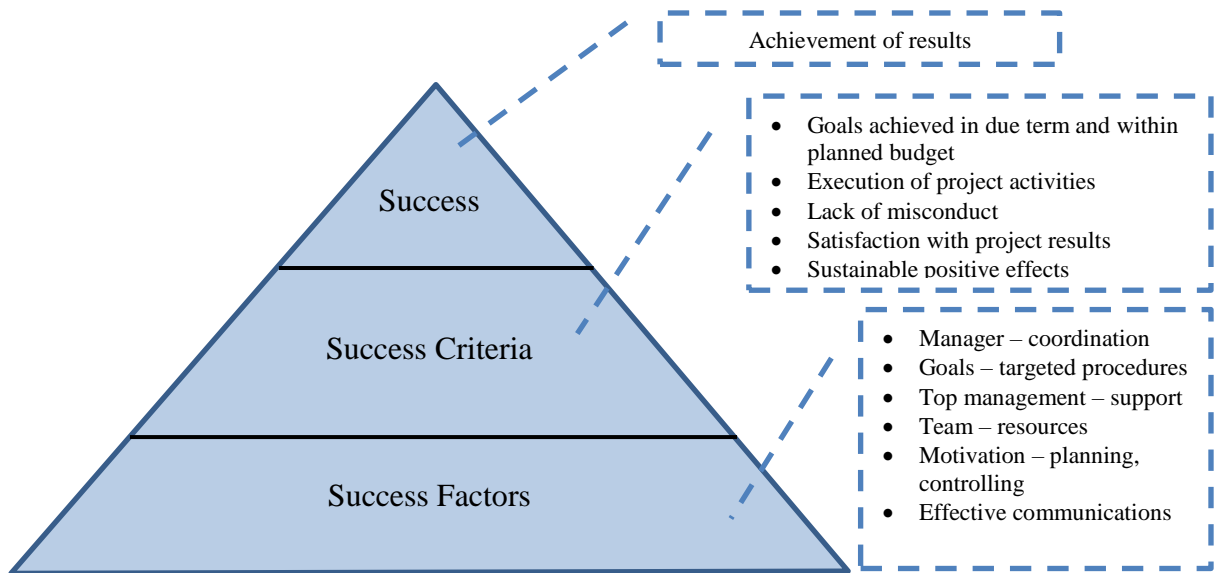 Achievement of results
Success
• Goals achieved in due term and within
planned budget
• Execution of project activities
• Lack of misconduct
• Satisfaction with project results
• Sustainable positive effects
Success Criteria
• Manager – coordination
• Goals – targeted procedures
• Top management – support
• Team – resources
• Motivation – planning,
controlling
• Effective communications
Success Factors